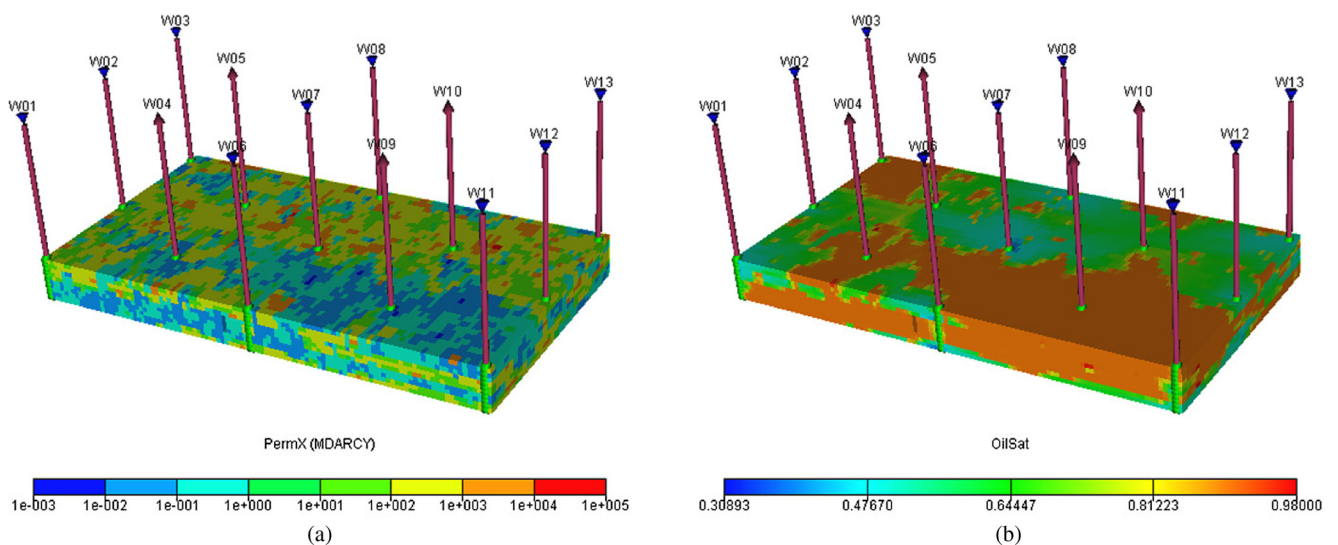 W03
W02
W05
W08
W01
W04
W07
W10
W13
W06
W09
W12
W11
PermX (MDARCY)
1e-003 1e-002 1e-001 1e+000 1e+001 1e+002 1e+003 1e+004 1e+005
(a)
W03
W02
W05
W08
W01
W04
W07
W10
W13
W06
W09
W12
W11
OilSat
0.30893 0.47670 0.64447 0.81223 0.98000
(b)